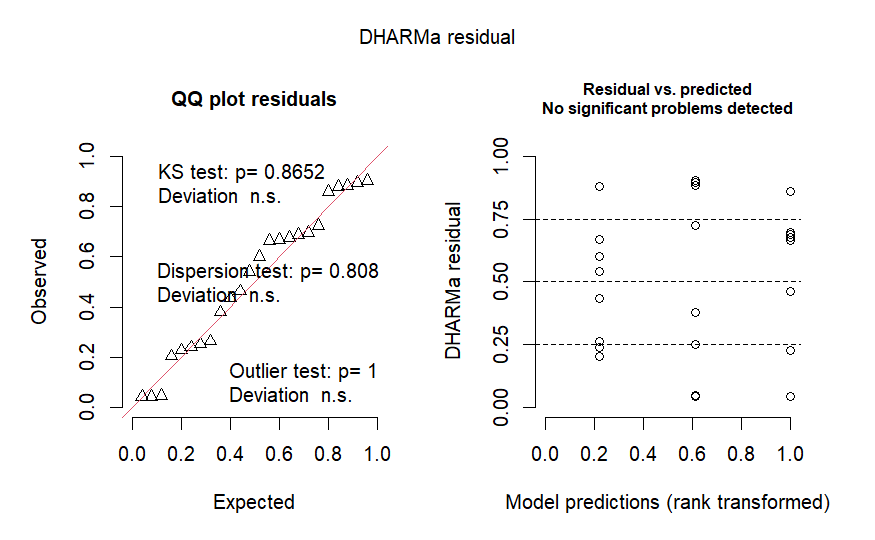 DHARMa residual
QQ plot residuals
KS test: p= 0.8652
Deviation n.s.
Dispersion test: p= 0.808
Deviation n.s.
Outlier test: p= 1
Deviation n.s.
Observed
0.0 0.2 0.4 0.6 0.8 1.0
0.0 0.2 0.4 0.6 0.8 1.0
Expected
Residual vs. predicted
No significant problems detected
DHARMa residual
0.00 0.25 0.50 0.75 1.00
0.0 0.2 0.4 0.6 0.8 1.0
Model predictions (rank transformed)